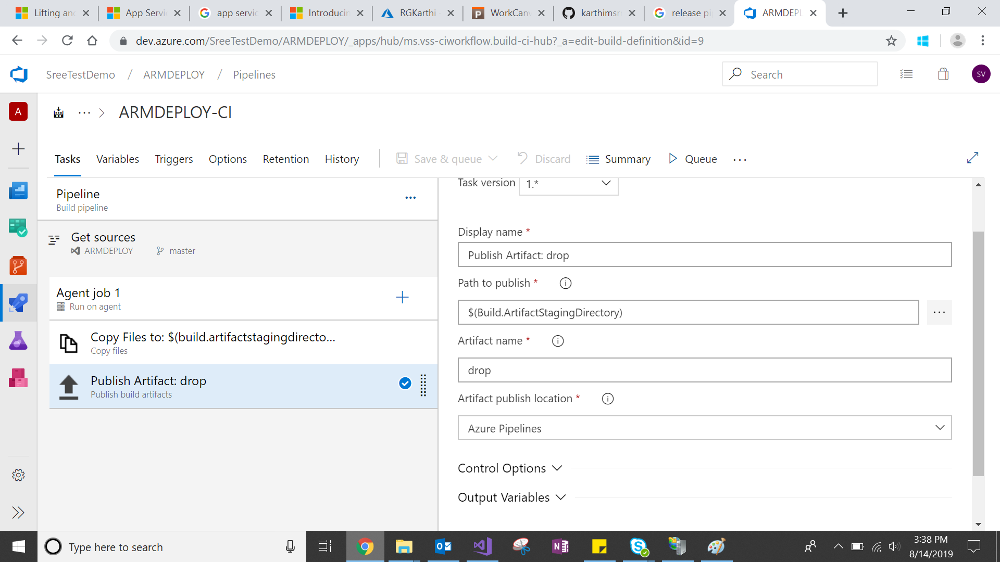 Lifting and
App Servi
app servic
Introducin
RGKarthi
WorkCanv
karthimsr
release pi
ARMDEPL
dev.azure.com/SreeTestDemo/ARMDEPLOY/_apps/hub/ms.vss-ciworkflow.build-ci-hub?_a=edit-build-definition&id=9
SreeTestDemo / ARMDEPLOY / Pipelines
Search
SV
A
ARMDEPLOY-CI
Tasks Variables Triggers Options Retention History Save & queue Discard Summary Queue
Pipeline
Build pipeline
Get sources
ARMDEPLOY master
Agent job 1
Run on agent
Copy Files to: $(build.artifactstagingdirecto...
Copy files
Publish Artifact: drop
Publish build artifacts
Task version 1.*
Display name *
Publish Artifact: drop
Path to publish *
$(Build.ArtifactStagingDirectory)
Artifact name *
drop
Artifact publish location *
Azure Pipelines
Control Options
Output Variables
Type here to search
3:38 PM
8/14/2019